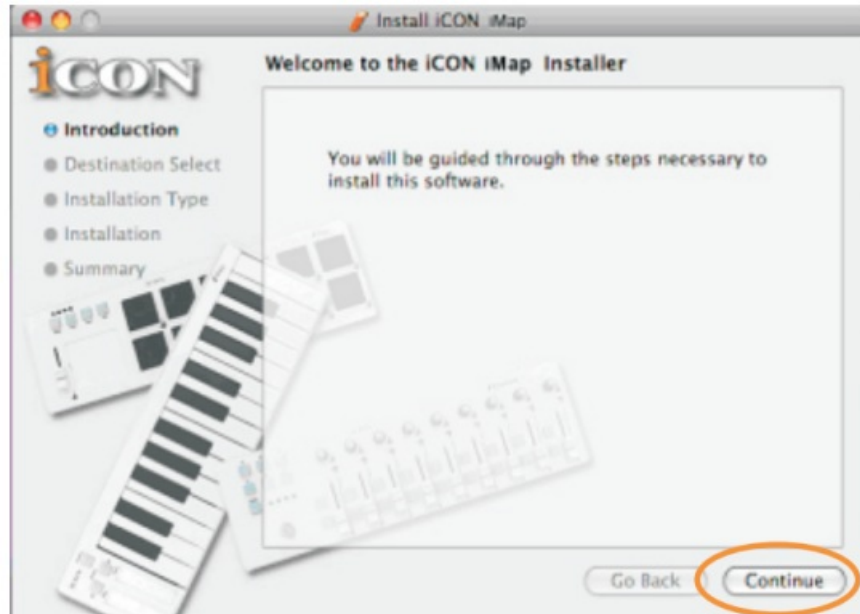 Install iCON iMap
iCON
Welcome to the iCON iMap Installer
Introduction
Destination Select
Installation Type
Installation
Summary
You will be guided through the steps necessary to
install this software.
Go Back
Continue